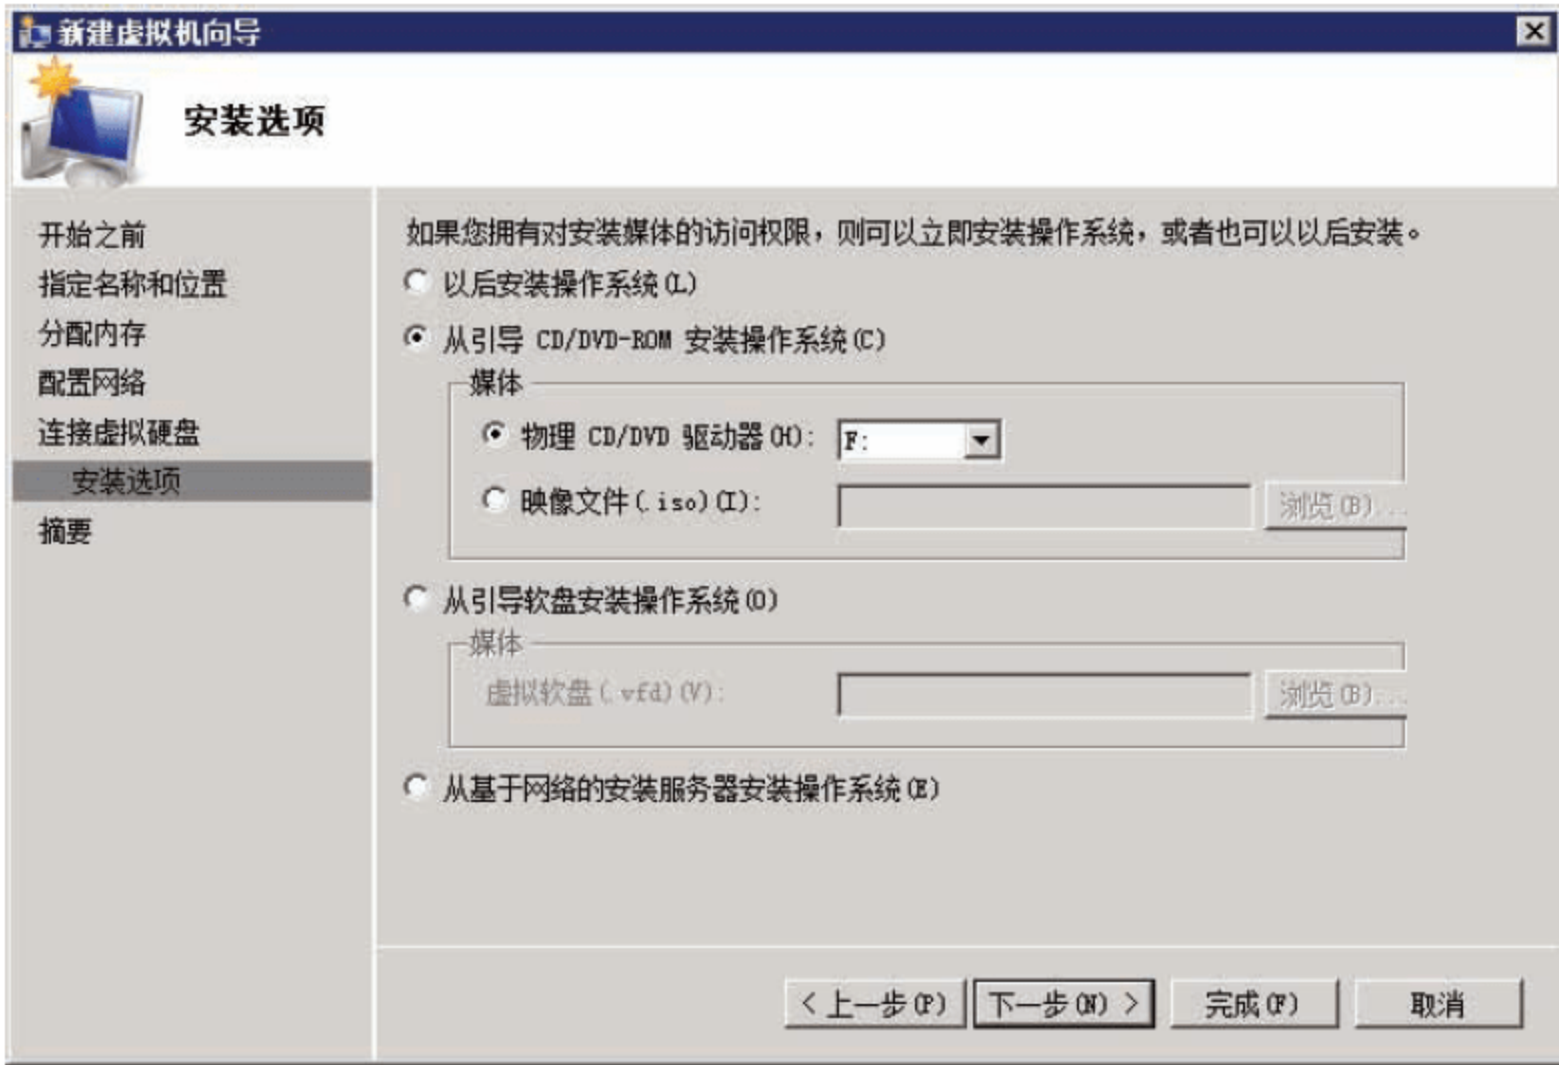 新建虚拟机向导
安装选项
开始之前
指定名称和位置
分配内存
配置网络
连接虚拟硬盘
安装选项
摘要
如果您拥有对安装媒体的访问权限，则可以立即安装操作系统，或者也可以以后安装。
以后安装操作系统(L)
从引导 CD/DVD-ROM 安装操作系统(C)
媒体
物理 CD/DVD 驱动器(H): F:
映像文件(.iso)(I): 浏览(B)...
从引导软盘安装操作系统(O)
媒体
虚拟软盘(.vfd)(V): 浏览(B)...
从基于网络的安装服务器安装操作系统(E)
< 上一步(P) 下一步(N) > 完成(F) 取消